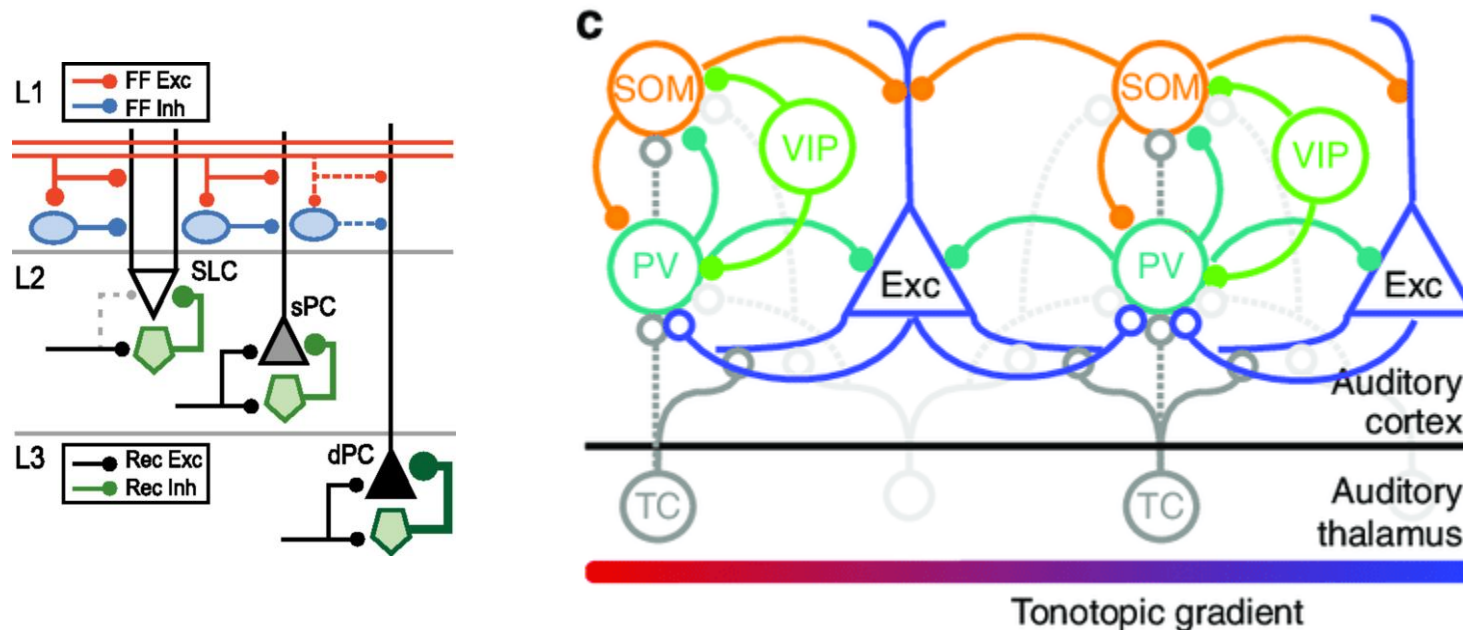 L1
FF Exc
FF Inh
L2
SLC
sPC
L3
Rec Exc
Rec Inh
dPC
c
SOM
SOM
VIP
VIP
PV
PV
Exc
Exc
Auditory
cortex
TC
TC
Auditory
thalamus
Tonotopic gradient